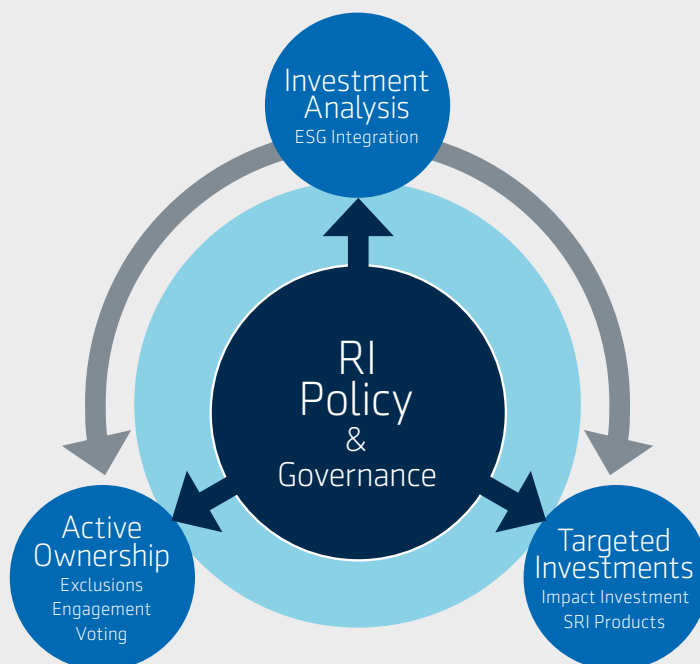 Investment
Analysis
ESG Integration
RI
Policy
&
Governance
Active
Ownership
Exclusions
Engagement
Voting
Targeted
Investments
Impact Investment
SRI Products